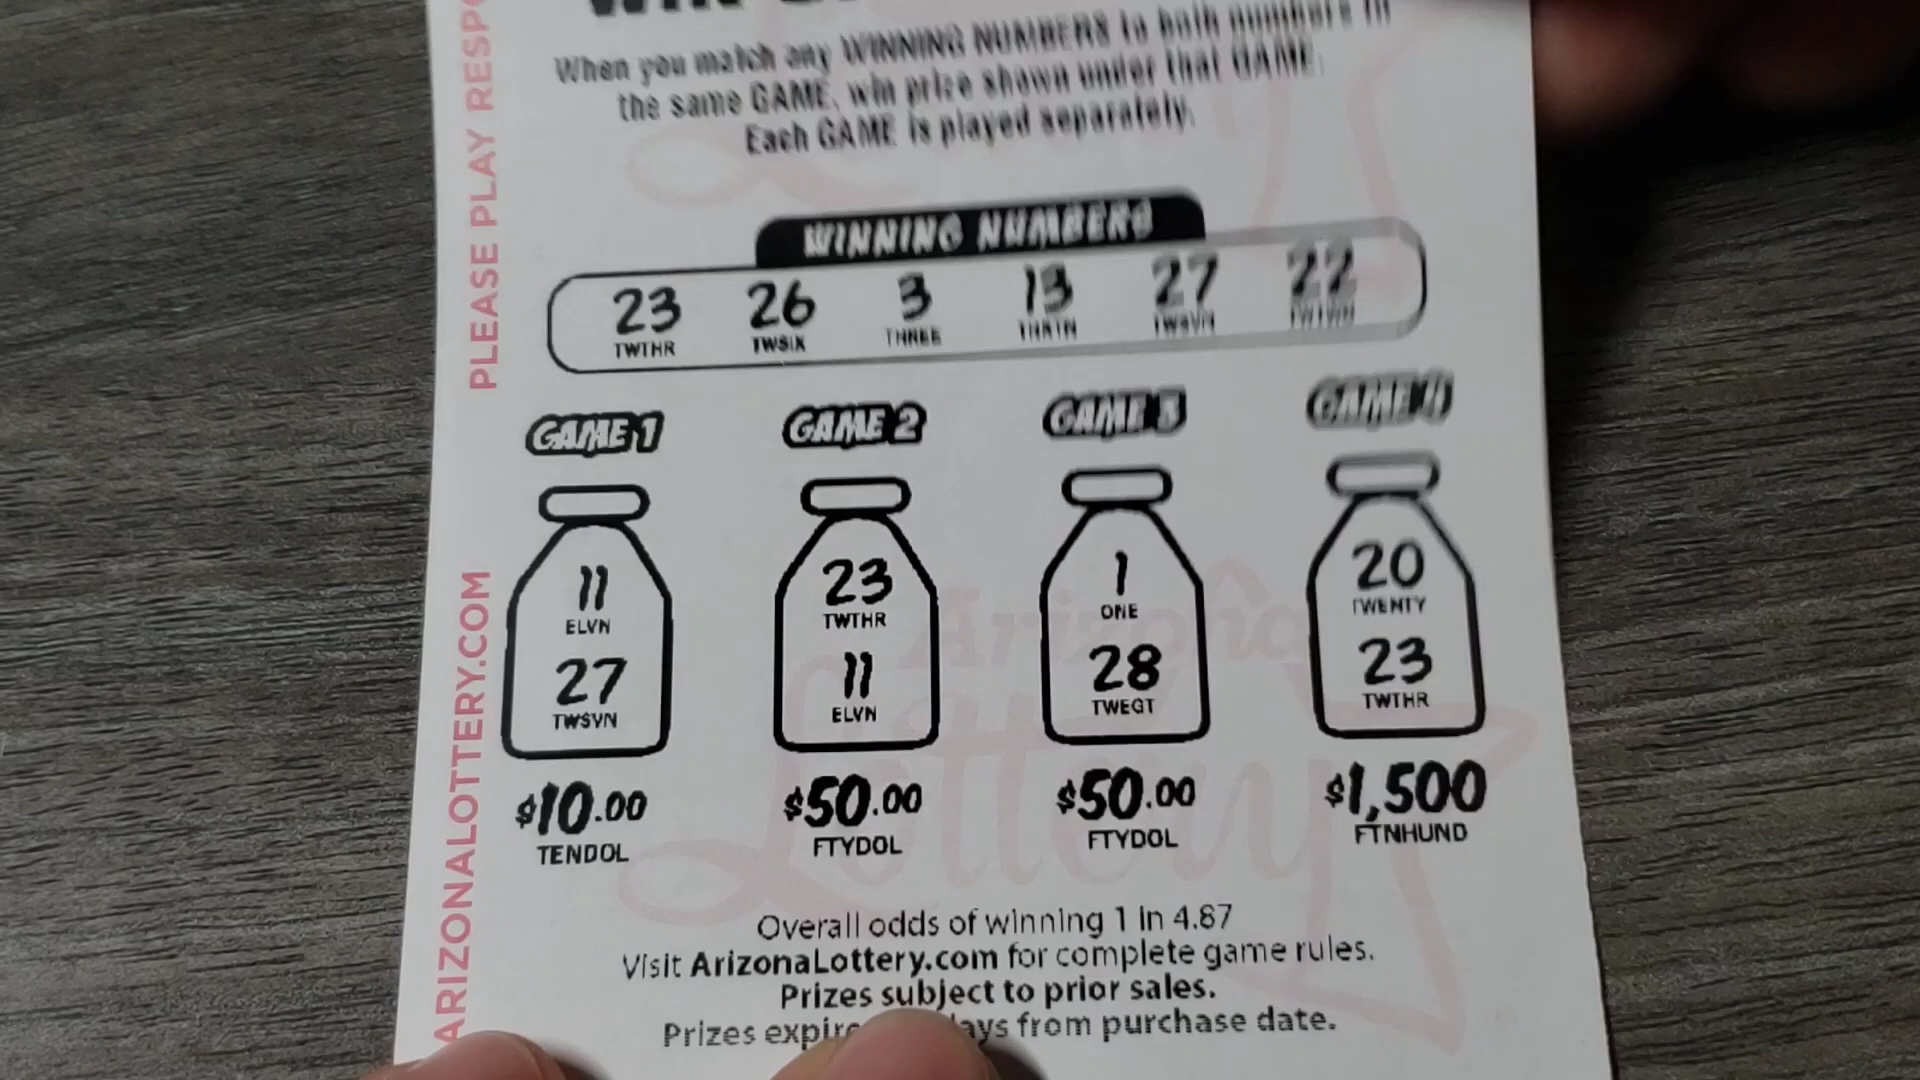 When you match any WINNING NUMBERS to both numbers in
the same GAME, win prize shown under that GAME.
Each GAME is played separately.
WINNING NUMBERS
23 26 3 13 27 22
TWTHR TWSIX THREE THRTN TWSVN TWTWO
GAME 1 GAME 2 GAME 3 GAME 4
11 23 1 20
ELVN TWTHR ONE TWENTY
27 11 28 23
TWSVN ELVN TWEGT TWTHR
$10.00 $50.00 $50.00 $1,500
TENDOL FTYDOL FTYDOL FTNHUND
Overall odds of winning 1 in 4.87
Visit ArizonaLottery.com for complete game rules.
Prizes subject to prior sales.
Prizes from purchase date.
PLEASE PLAY
ARIZONALOTTERY.COM
Arizona
Lottery